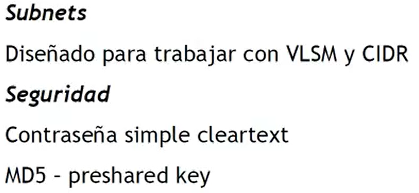 Subnets
Diseñado para trabajar con VLSM y CIDR
Seguridad
Contraseña simple cleartext
MD5 – preshared key